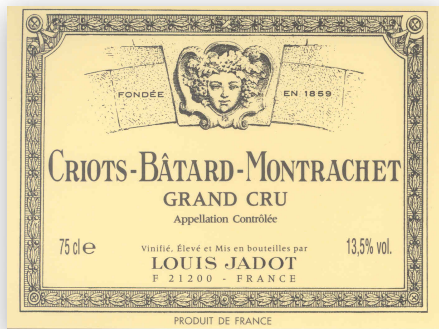 FONDÉE EN 1859
CRIOTS-BÂTARD-MONTRACHET
GRAND CRU
Appellation Contrôlée
75 cl e Vinifié, Élevé et Mis en bouteilles par 13,5% vol.
LOUIS JADOT
F 21200 - FRANCE
PRODUIT DE FRANCE